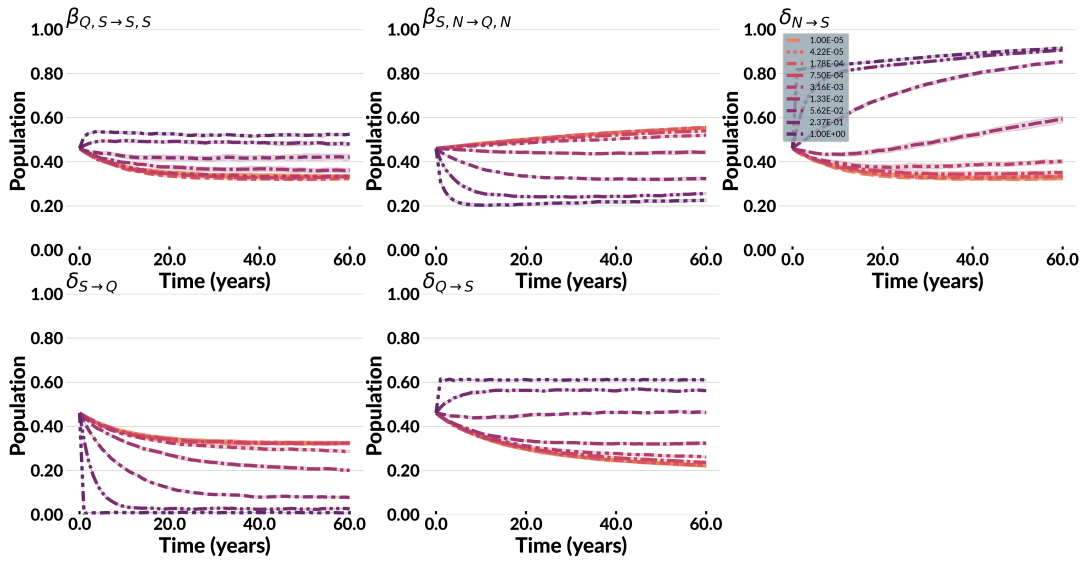 β_{Q,S→S,S}
Population
1.00
0.80
0.60
0.40
0.20
0.00
0.0 20.0 40.0 60.0
Time (years)
β_{S,N→Q,N}
Population
1.00
0.80
0.60
0.40
0.20
0.00
0.0 20.0 40.0 60.0
Time (years)
δ_{N→S}
Population
1.00
0.80
0.60
0.40
0.20
0.00
1.00E-05
4.22E-05
1.78E-04
7.50E-04
3.16E-03
1.33E-02
5.62E-02
2.37E-01
1.00E+00
0.0 20.0 40.0 60.0
Time (years)
δ_{S→Q}
Population
1.00
0.80
0.60
0.40
0.20
0.00
0.0 20.0 40.0 60.0
Time (years)
δ_{Q→S}
Population
1.00
0.80
0.60
0.40
0.20
0.00
0.0 20.0 40.0 60.0
Time (years)